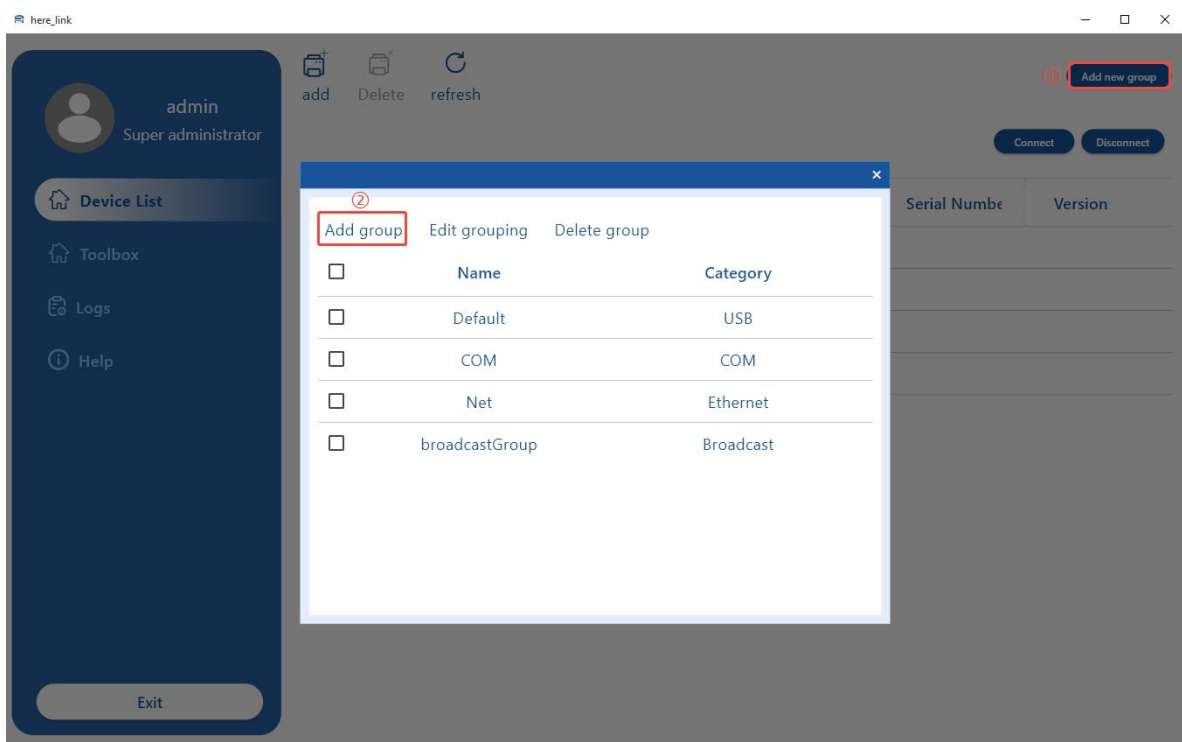 here_link
admin
Super administrator
Device List
Toolbox
Logs
Help
Exit
add Delete refresh
① Add new group
Connect Disconnect
Serial Numbe Version
②
Add group Edit grouping Delete group
Name Category
Default USB
COM COM
Net Ethernet
broadcastGroup Broadcast